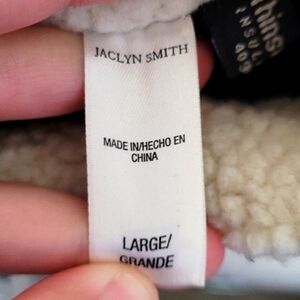 JACLYN SMITH
MADE IN/HECHO EN
CHINA
LARGE/
GRANDE